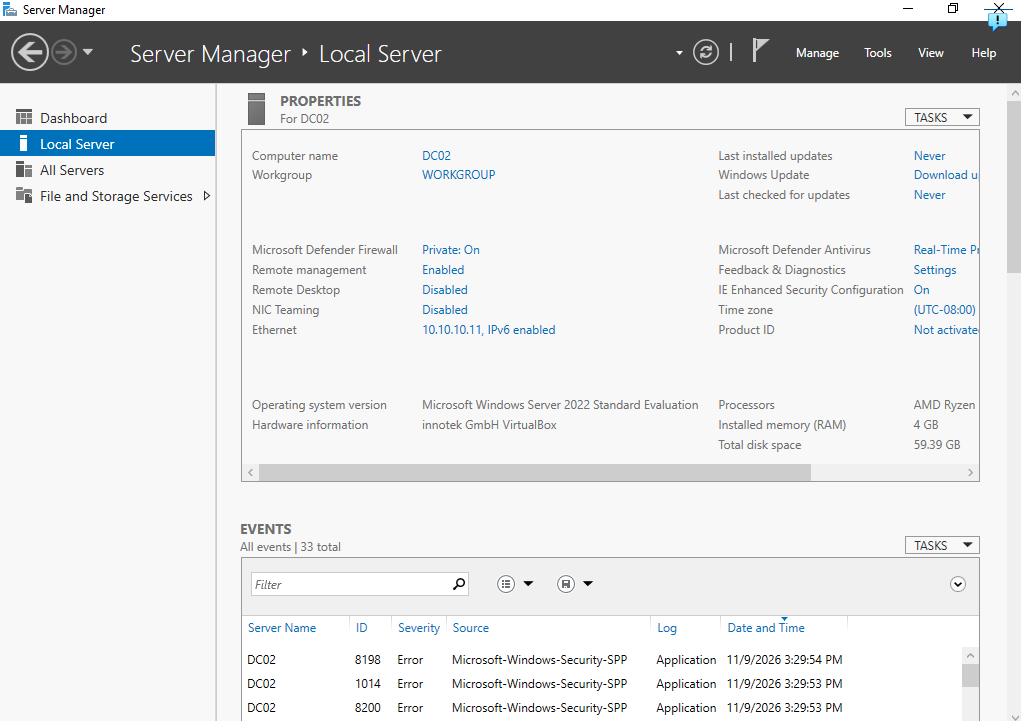 Server Manager
Server Manager Local Server
Manage Tools View Help
Dashboard
Local Server
All Servers
File and Storage Services
PROPERTIES
For DC02
TASKS
Computer name DC02 Last installed updates Never
Workgroup WORKGROUP Windows Update Download u
Last checked for updates Never
Microsoft Defender Firewall Private: On Microsoft Defender Antivirus Real-Time Pr
Remote management Enabled Feedback & Diagnostics Settings
Remote Desktop Disabled IE Enhanced Security Configuration On
NIC Teaming Disabled Time zone (UTC-08:00)
Ethernet 10.10.10.11, IPv6 enabled Product ID Not activate
Operating system version Microsoft Windows Server 2022 Standard Evaluation Processors AMD Ryzen
Hardware information innotek GmbH VirtualBox Installed memory (RAM) 4 GB
Total disk space 59.39 GB
EVENTS
All events | 33 total
TASKS
Filter
Server Name ID Severity Source Log Date and Time
DC02 8198 Error Microsoft-Windows-Security-SPP Application 11/9/2026 3:29:54 PM
DC02 1014 Error Microsoft-Windows-Security-SPP Application 11/9/2026 3:29:53 PM
DC02 8200 Error Microsoft-Windows-Security-SPP Application 11/9/2026 3:29:53 PM